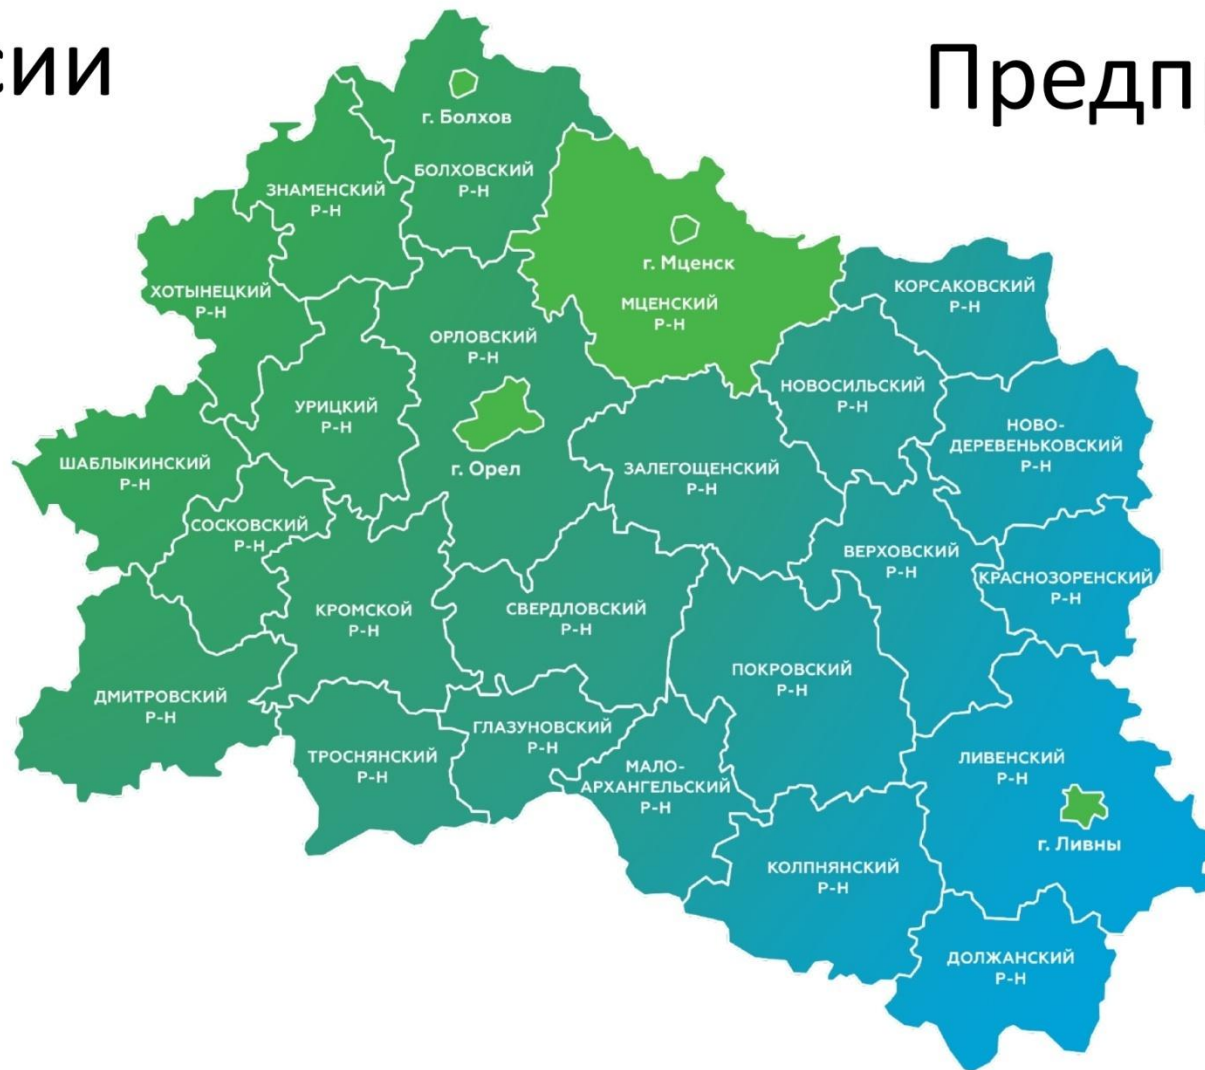 сии
Предп
г. Болхов
БОЛХОВСКИЙ
Р-Н
ЗНАМЕНСКИЙ
Р-Н
г. Мценск
МЦЕНСКИЙ
Р-Н
ХОТЫНЕЦКИЙ
Р-Н
КОРСАКОВСКИЙ
Р-Н
ОРЛОВСКИЙ
Р-Н
УРИЦКИЙ
Р-Н
НОВОСИЛЬСКИЙ
Р-Н
НОВО-
ДЕРЕВЕНЬКОВСКИЙ
Р-Н
ШАБЛЫКИНСКИЙ
Р-Н
г. Орел
ЗАЛЕГОЩЕНСКИЙ
Р-Н
СОСКОВСКИЙ
Р-Н
ВЕРХОВСКИЙ
Р-Н
КРАСНОЗОРЕНСКИЙ
Р-Н
КРОМСКОЙ
Р-Н
СВЕРДЛОВСКИЙ
Р-Н
ПОКРОВСКИЙ
Р-Н
ДМИТРОВСКИЙ
Р-Н
ТРОСНЯНСКИЙ
Р-Н
ГЛАЗУНОВСКИЙ
Р-Н
МАЛО-
АРХАНГЕЛЬСКИЙ
Р-Н
ЛИВЕНСКИЙ
Р-Н
г. Ливны
КОЛПНЯНСКИЙ
Р-Н
ДОЛЖАНСКИЙ
Р-Н